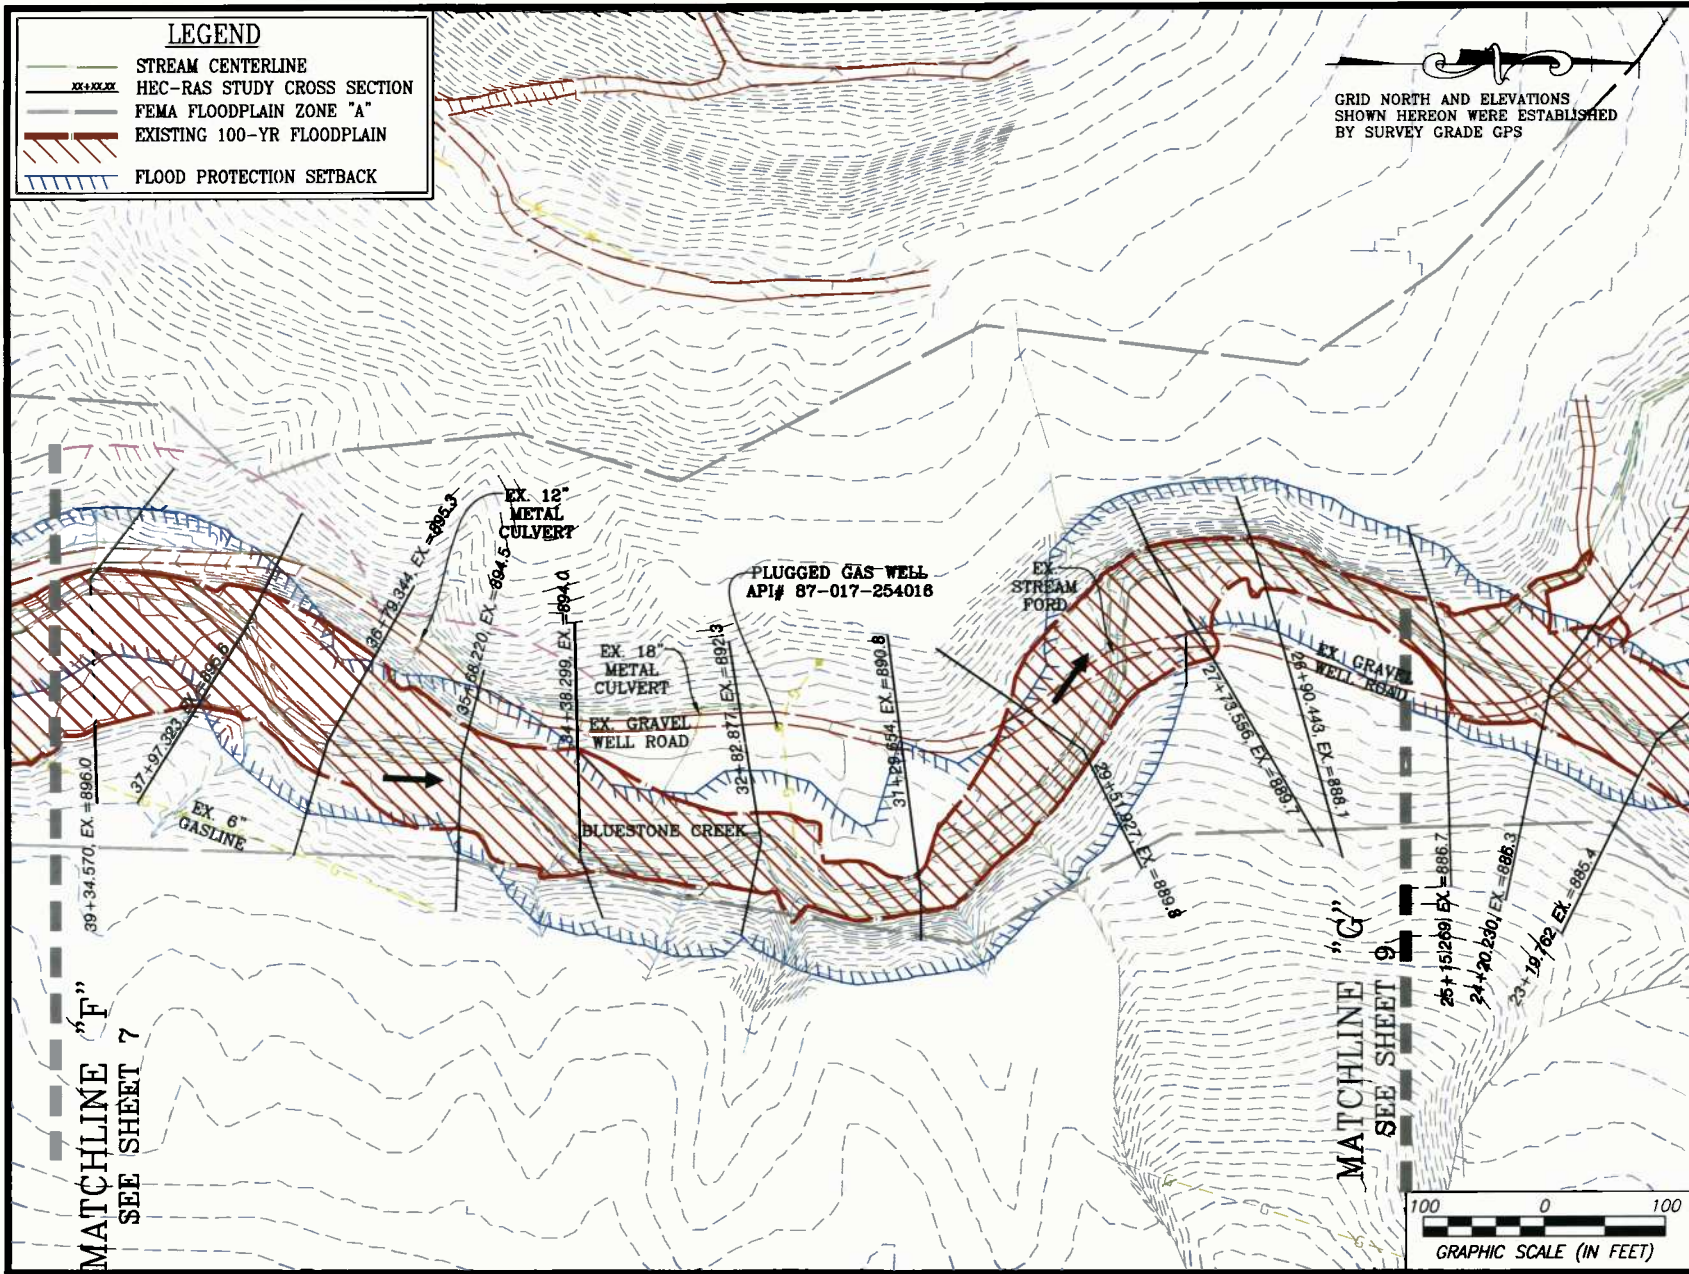 LEGEND
STREAM CENTERLINE
XX+XX.XX HEC-RAS STUDY CROSS SECTION
FEMA FLOODPLAIN ZONE "A"
EXISTING 100-YR FLOODPLAIN
FLOOD PROTECTION SETBACK
GRID NORTH AND ELEVATIONS
SHOWN HEREON WERE ESTABLISHED
BY SURVEY GRADE GPS
EX. 12"
METAL
CULVERT
PLUGGED GAS WELL
API# 87-017-254016
EX.
STREAM
FORD
EX. 18"
METAL
CULVERT
EX. GRAVEL
WELL ROAD
EX. GRAVEL
WELL ROAD
BLUESTONE CREEK
EX. 6"
GASLINE
39+34.570, EX.=896.0
37+97.323, EX.=895.6
36+79.344, EX.=895.3
35+68.220, EX.=894.5
34+38.299, EX.=894.0
32+82.877, EX.=892.3
31+29.654, EX.=890.8
29+51.927, EX.=889.8
27+73.556, EX.=889.7
26+90.443, EX.=888.1
25+15.269, EX.=886.7
24+20.230, EX.=886.3
23+19.762, EX.=885.4
MATCHLINE "F"
SEE SHEET 7
MATCHLINE "G"
SEE SHEET 9
100 0 100
GRAPHIC SCALE (IN FEET)